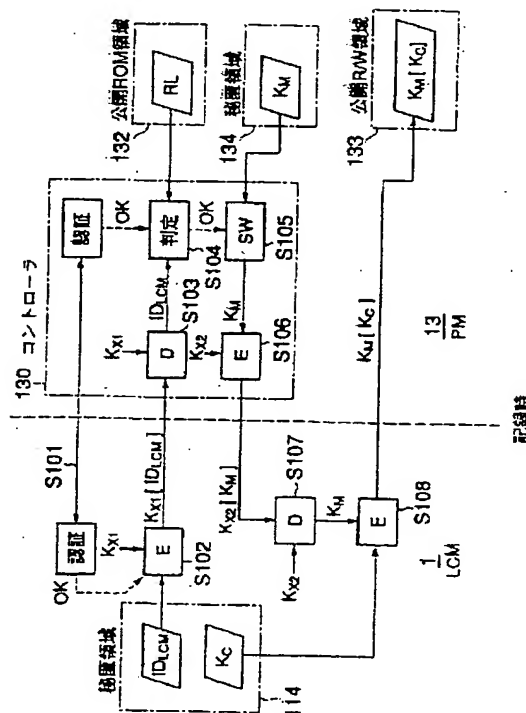 公開ROM領域
132
RL
秘匿領域
134
KM
公開R/W領域
133
KM [KC]
130 コントローラ
認証
OK
判定
S104
OK
SW
S105
IDLCM
S103
KX1
D
KM
S106
KX2
E
KM [KC]
13
PM
記録時
S101
認証
OK
KX1
E
S102
KX1 [IDLCM]
KX2 [KM]
S107
D
KX2
KM
E
S108
1
LCM
秘匿領域
IDLCM
KC
114